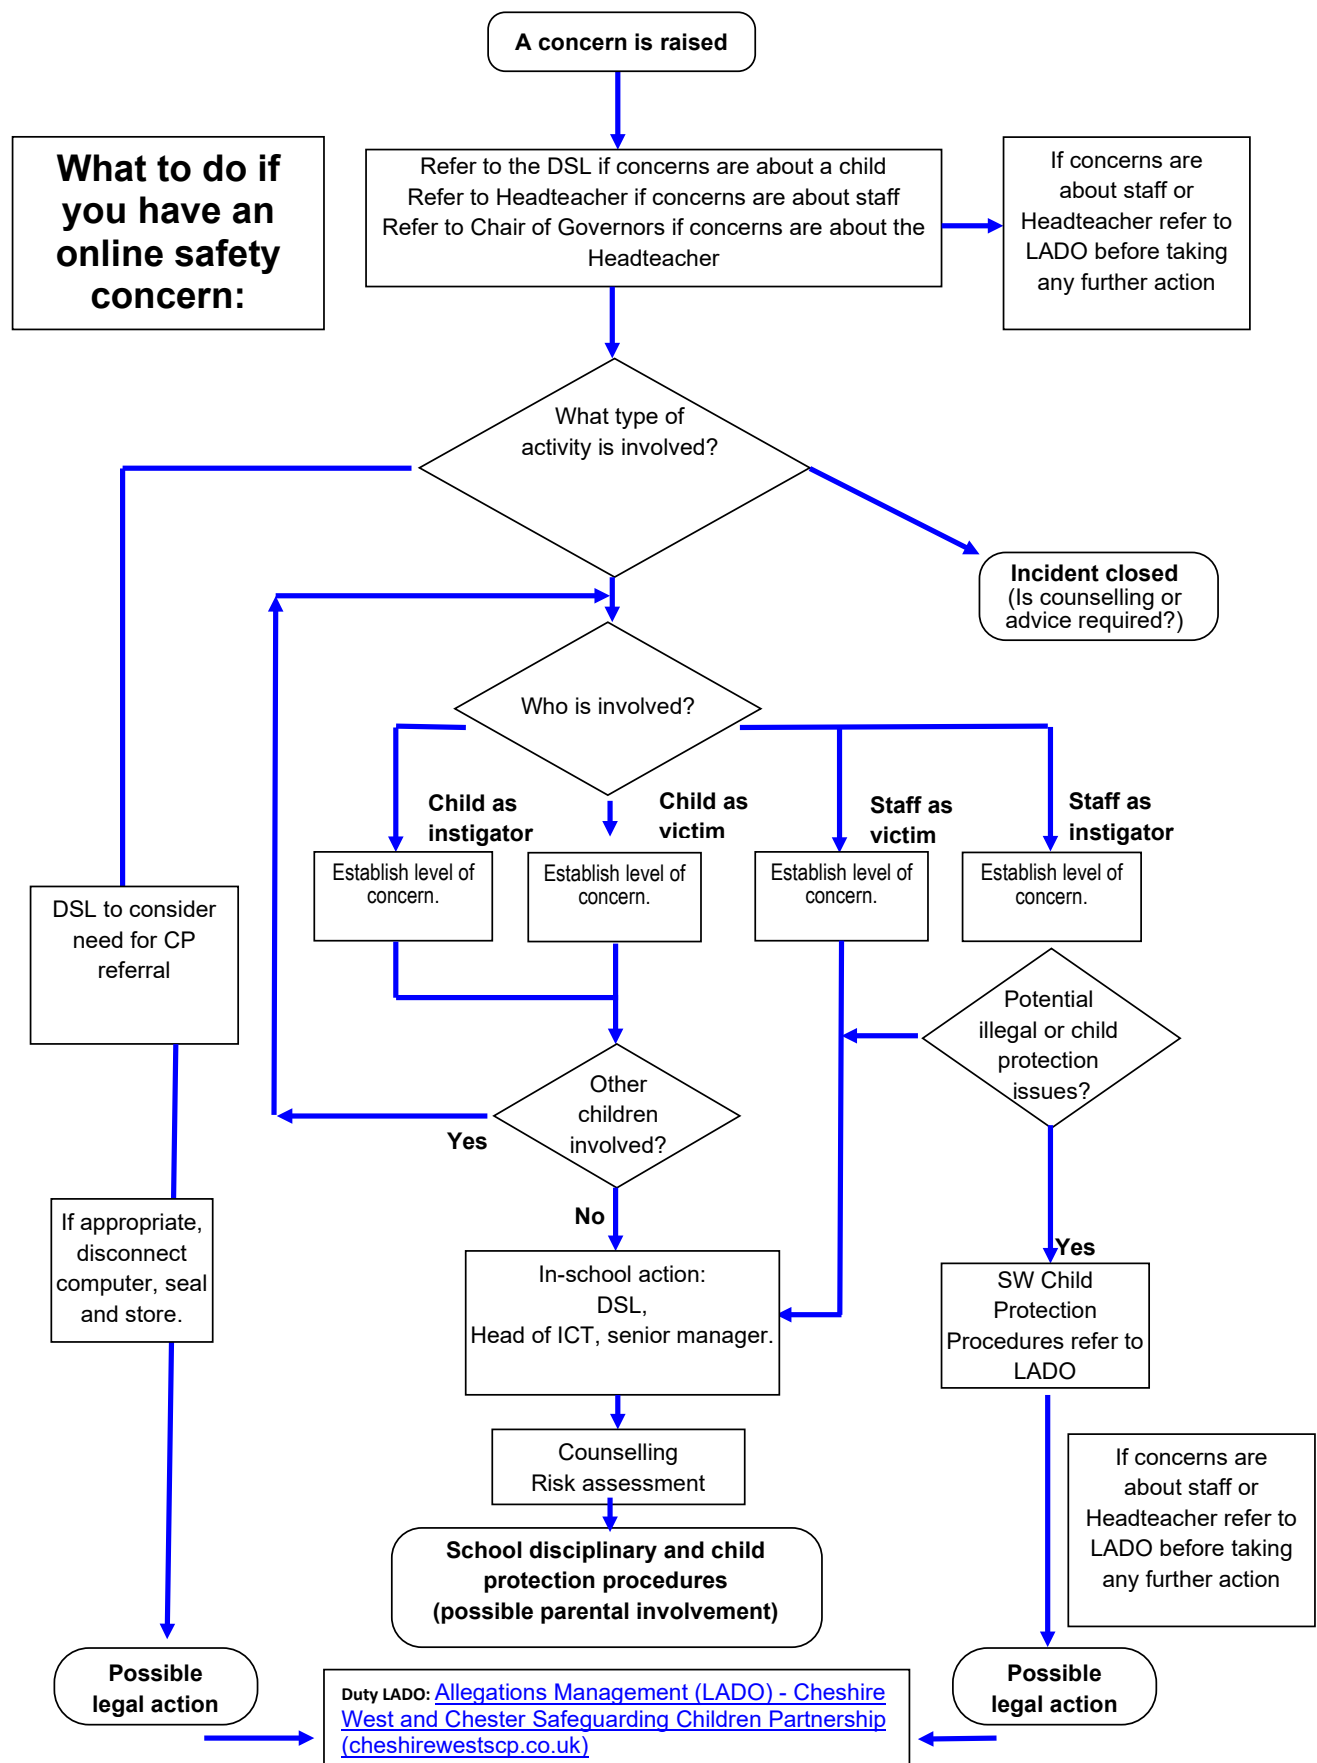 A concern is raised
What to do if
you have an
online safety
concern:
Refer to the DSL if concerns are about a child
Refer to Headteacher if concerns are about staff
Refer to Chair of Governors if concerns are about the
Headteacher
If concerns are
about staff or
Headteacher refer to
LADO before taking
any further action
What type of
activity is involved?
Incident closed
(Is counselling or
advice required?)
Who is involved?
Child as
instigator
Child as
victim
Staff as
victim
Staff as
instigator
Establish level of
concern.
Establish level of
concern.
Establish level of
concern.
Establish level of
concern.
DSL to consider
need for CP
referral
Potential
illegal or child
protection
issues?
Other
children
involved?
Yes
No
If appropriate,
disconnect
computer, seal
and store.
Yes
In-school action:
DSL,
Head of ICT, senior manager.
SW Child
Protection
Procedures refer to
LADO
Counselling
Risk assessment
If concerns are
about staff or
Headteacher refer to
LADO before taking
any further action
School disciplinary and child
protection procedures
(possible parental involvement)
Possible
legal action
Possible
legal action
Duty LADO: Allegations Management (LADO) - Cheshire
West and Chester Safeguarding Children Partnership
(cheshirewestscp.co.uk)